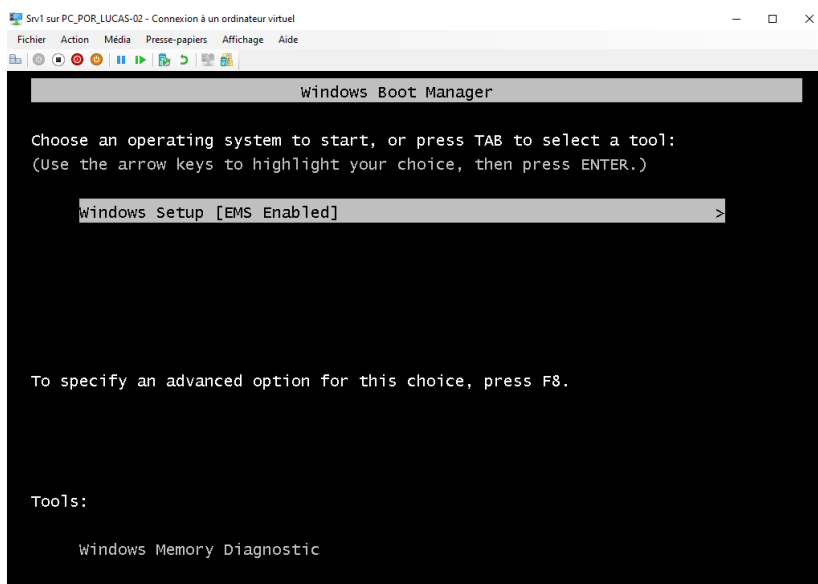 Srv1 sur PC_POR_LUCAS-02 - Connexion à un ordinateur virtuel
Fichier Action Média Presse-papiers Affichage Aide
Windows Boot Manager
Choose an operating system to start, or press TAB to select a tool:
(Use the arrow keys to highlight your choice, then press ENTER.)
Windows Setup [EMS Enabled] >
To specify an advanced option for this choice, press F8.
Tools:
Windows Memory Diagnostic